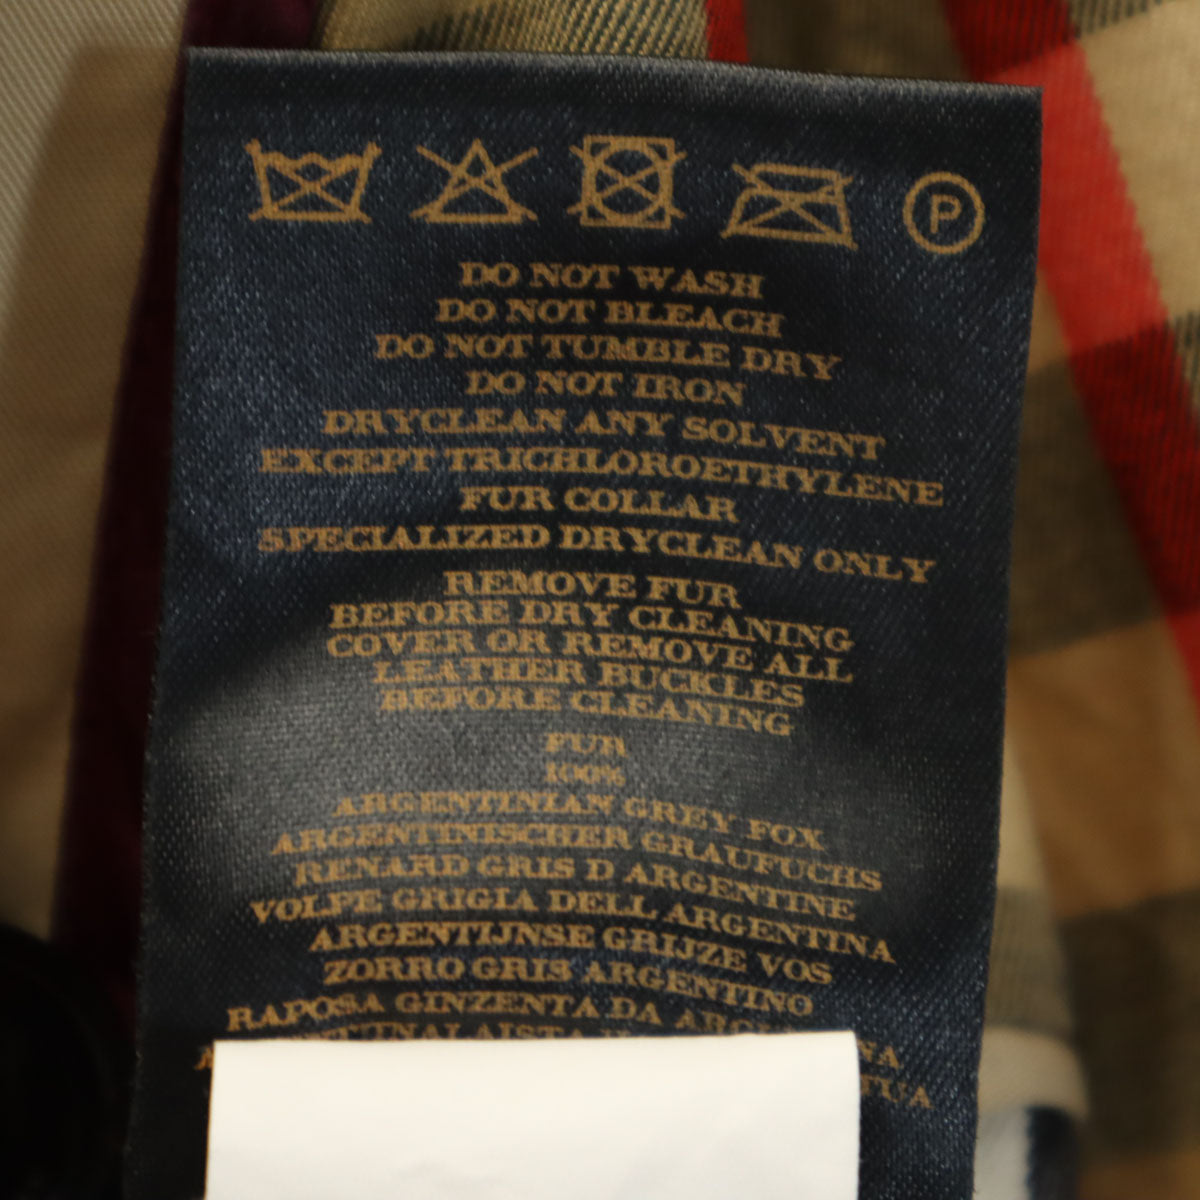 P
DO NOT WASH
DO NOT BLEACH
DO NOT TUMBLE DRY
DO NOT IRON
DRYCLEAN ANY SOLVENT
EXCEPT TRICHLOROETHYLENE
FUR COLLAR
SPECIALIZED DRYCLEAN ONLY
REMOVE FUR
BEFORE DRY CLEANING
COVER OR REMOVE ALL
LEATHER BUCKLES
BEFORE CLEANING
FUR
100%
ARGENTINIAN GREY FOX
ARGENTINISCHER GRAUFUCHS
RENARD GRIS D ARGENTINE
VOLPE GRIGIA DELL ARGENTINA
ARGENTIJNSE GRIJZE VOS
ZORRO GRIS ARGENTINO
RAPOSA GINZENTA DA